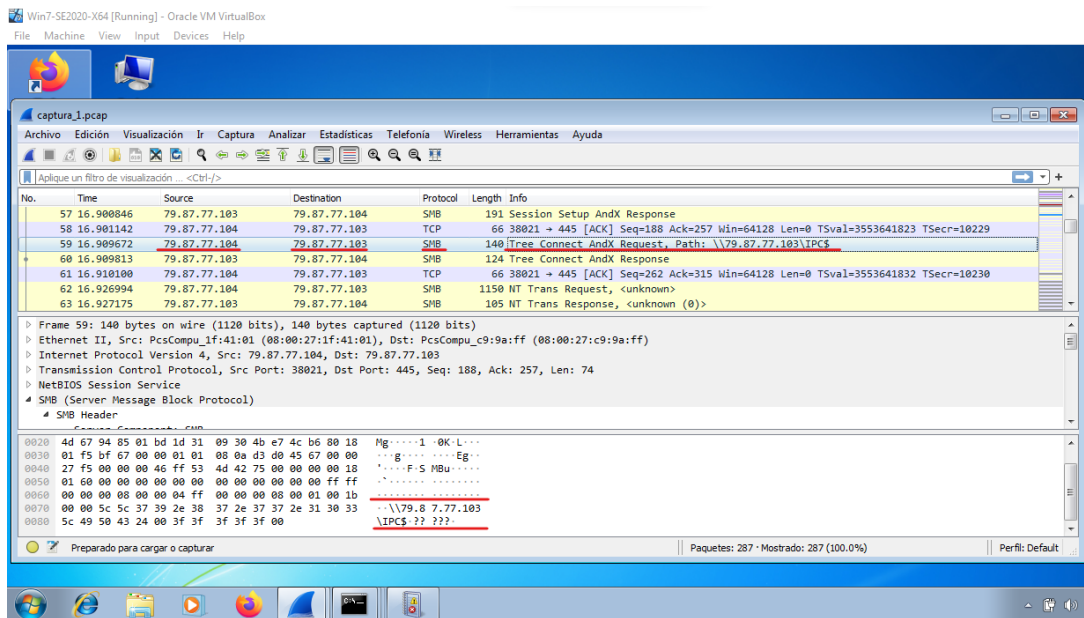 Win7-SE2020-X64 [Running] - Oracle VM VirtualBox
File Machine View Input Devices Help
captura_1.pcap
Archivo Edición Visualización Ir Captura Analizar Estadísticas Telefonía Wireless Herramientas Ayuda
Aplique un filtro de visualización ... <Ctrl-/>
No. Time Source Destination Protocol Length Info
57 16.900846 79.87.77.103 79.87.77.104 SMB 191 Session Setup AndX Response
58 16.901142 79.87.77.104 79.87.77.103 TCP 66 38021 → 445 [ACK] Seq=188 Ack=257 Win=64128 Len=0 TSval=3553641823 TSecr=10229
59 16.909672 79.87.77.104 79.87.77.103 SMB 140 Tree Connect AndX Request, Path: \\79.87.77.103\IPC$
60 16.909813 79.87.77.103 79.87.77.104 SMB 124 Tree Connect AndX Response
61 16.910100 79.87.77.104 79.87.77.103 TCP 66 38021 → 445 [ACK] Seq=262 Ack=315 Win=64128 Len=0 TSval=3553641832 TSecr=10230
62 16.926994 79.87.77.104 79.87.77.103 SMB 1150 NT Trans Request, <unknown>
63 16.927175 79.87.77.103 79.87.77.104 SMB 105 NT Trans Response, <unknown (0)>
Frame 59: 140 bytes on wire (1120 bits), 140 bytes captured (1120 bits)
Ethernet II, Src: PcsCompu_1f:41:01 (08:00:27:1f:41:01), Dst: PcsCompu_c9:9a:ff (08:00:27:c9:9a:ff)
Internet Protocol Version 4, Src: 79.87.77.104, Dst: 79.87.77.103
Transmission Control Protocol, Src Port: 38021, Dst Port: 445, Seq: 188, Ack: 257, Len: 74
NetBIOS Session Service
SMB (Server Message Block Protocol)
SMB Header
0020 4d 67 94 85 01 bd 1d 31 09 30 4b e7 4c b6 80 18 Mg·····1 ·0K·L···
0030 01 f5 bf 67 00 00 01 01 08 0a d3 d0 45 67 00 00 ···g···· ····Eg··
0040 27 f5 00 00 00 46 ff 53 4d 42 75 00 00 00 00 18 '····F·S MBu·····
0050 01 60 00 00 00 00 00 00 00 00 00 00 00 00 ff ff ·`······ ········
0060 00 00 00 08 00 00 04 ff 00 00 00 08 00 01 00 1b ········ ········
0070 00 00 5c 5c 37 39 2e 38 37 2e 37 37 2e 31 30 33 ··\\79.8 7.77.103
0080 5c 49 50 43 24 00 3f 3f 3f 3f 3f 00 \IPC$·?? ???·
Preparado para cargar o capturar Paquetes: 287 · Mostrado: 287 (100.0%) Perfil: Default